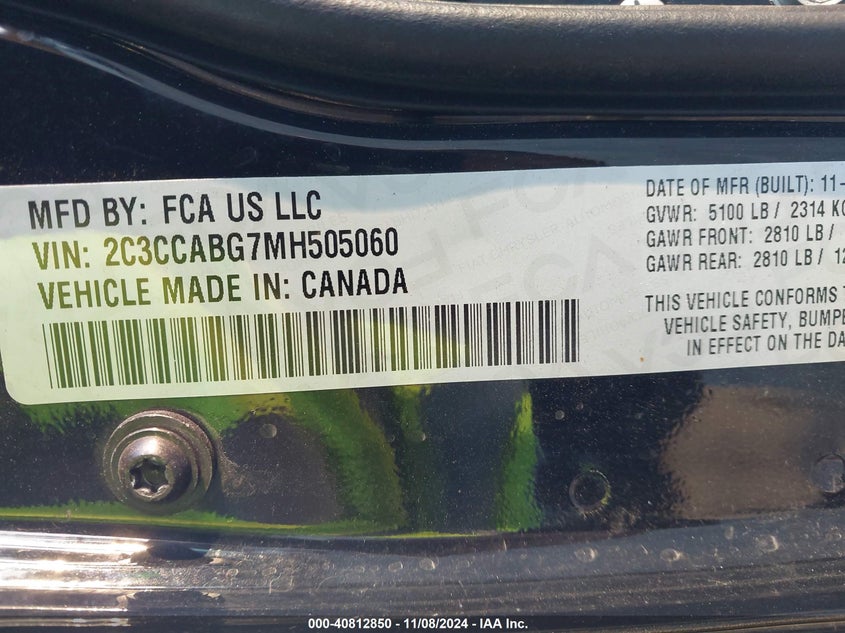 MFD BY: FCA US LLC
VIN: 2C3CCABG7MH505060
VEHICLE MADE IN: CANADA
DATE OF MFR (BUILT): 11-
GVWR: 5100 LB / 2314 KG
GAWR FRONT: 2810 LB /
GAWR REAR: 2810 LB / 12
THIS VEHICLE CONFORMS T
VEHICLE SAFETY, BUMPE
IN EFFECT ON THE DA
000-40812850 - 11/08/2024 - IAA Inc.